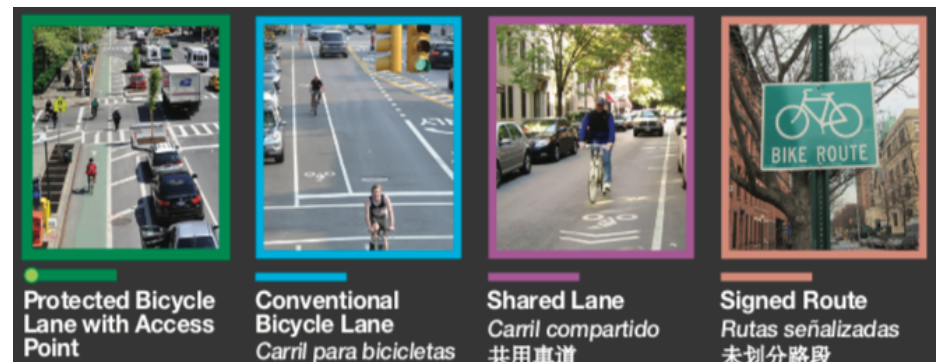 BIKE ROUTE
Protected Bicycle
Lane with Access
Point
Conventional
Bicycle Lane
Carril para bicicletas
Shared Lane
Carril compartido
共用車道
Signed Route
Rutas señalizadas
未划分路段